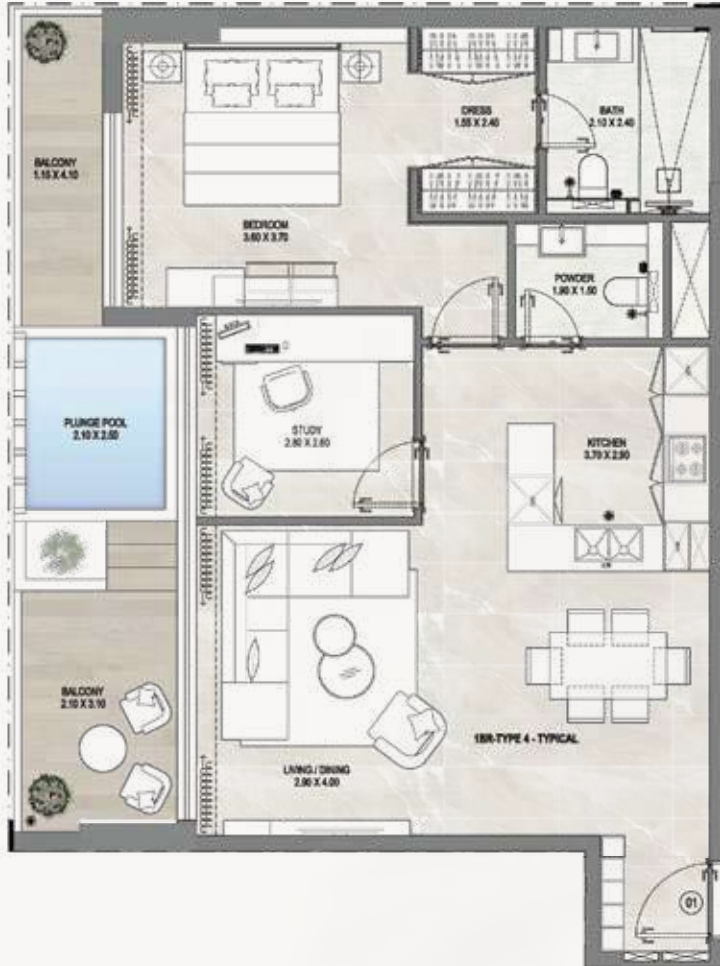 DRESS
1.55 X 2.40
BATH
2.10 X 2.40
BALCONY
1.15 X 4.10
BEDROOM
3.60 X 3.70
POWDER
1.90 X 1.50
PLUNGE POOL
2.10 X 2.50
STUDY
2.80 X 2.60
KITCHEN
3.70 X 2.90
BALCONY
2.10 X 3.10
1BR-TYPE 4 - TYPICAL
LIVING / DINING
2.90 X 4.00
01